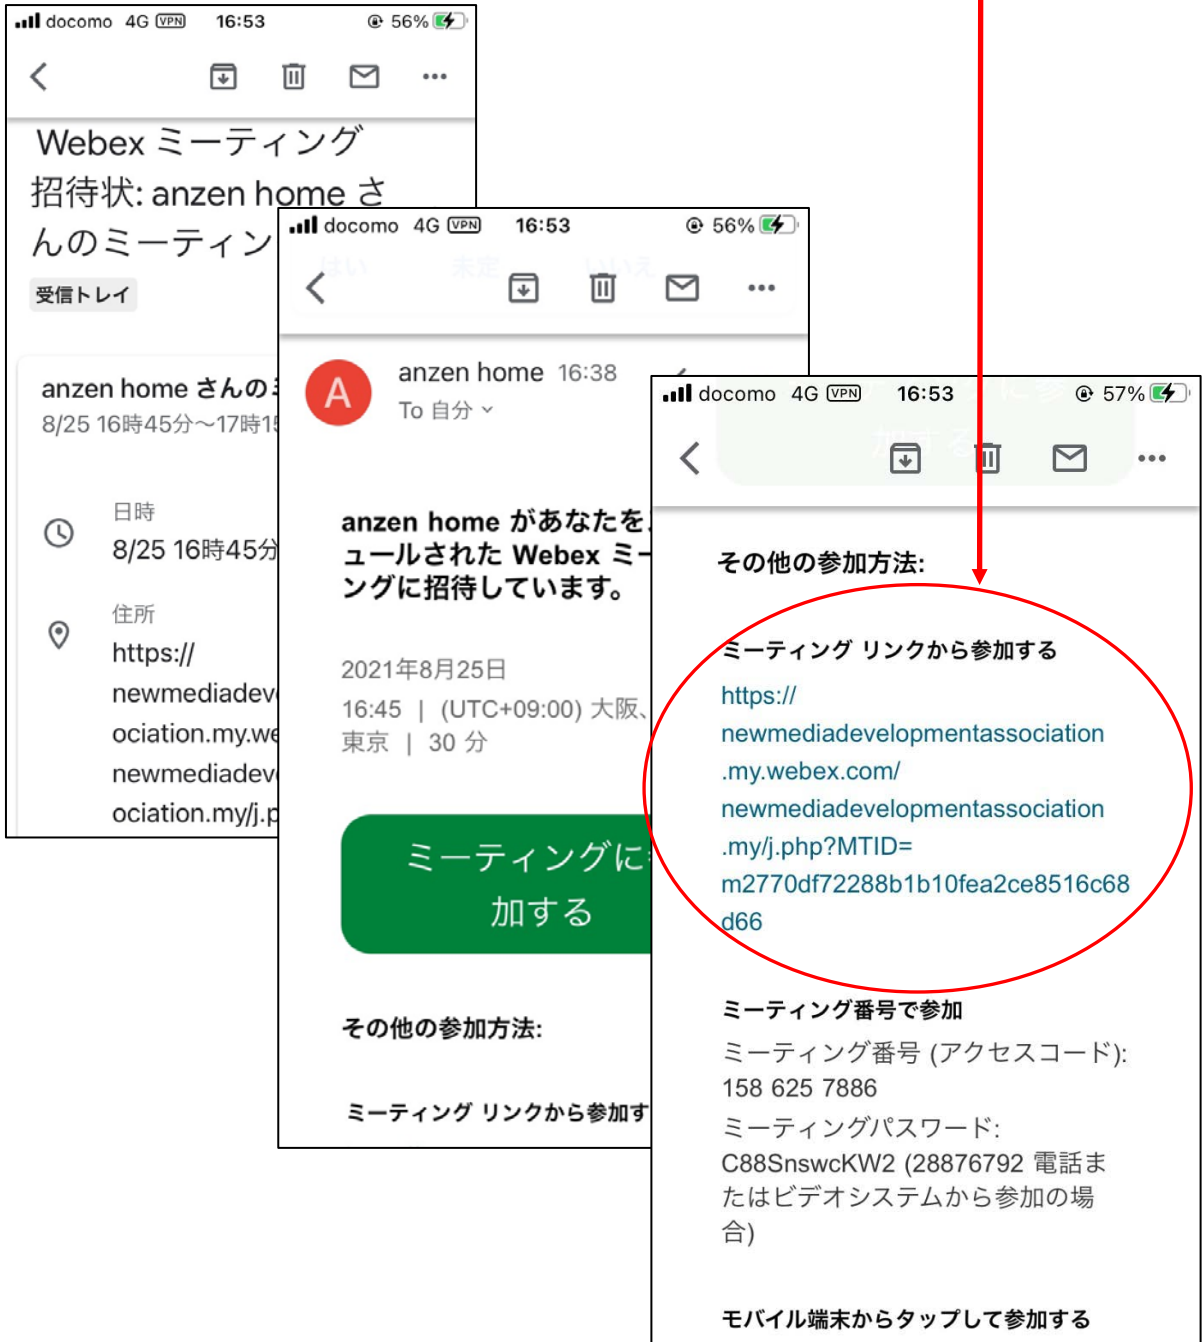 docomo 4G VPN 16:53 56%
Webex ミーティング
招待状: anzen home さ
んのミーティン
受信トレイ
anzen home さんの
8/25 16時45分～17時
日時
8/25 16時45分
住所
https://
newmediadev
ociation.my.we
newmediadev
ociation.my/j.p
docomo 4G VPN 16:53 56%
はい 未定 いいえ
A
anzen home 16:38
To 自分
anzen home があなたを
ュールされた Webex ミー
ングに招待しています。
2021年8月25日
16:45 | (UTC+09:00) 大阪、
東京 | 30 分
ミーティングに
加する
その他の参加方法:
ミーティング リンクから参加す
docomo 4G VPN 16:53 57%
加する
その他の参加方法:
ミーティング リンクから参加する
https://
newmediadevelopmentassociation
.my.webex.com/
newmediadevelopmentassociation
.my/j.php?MTID=
m2770df72288b1b10fea2ce8516c68
d66
ミーティング番号で参加
ミーティング番号 (アクセスコード):
158 625 7886
ミーティングパスワード:
C88SnswcKW2 (28876792 電話ま
たはビデオシステムから参加の場
合)
モバイル端末からタップして参加する